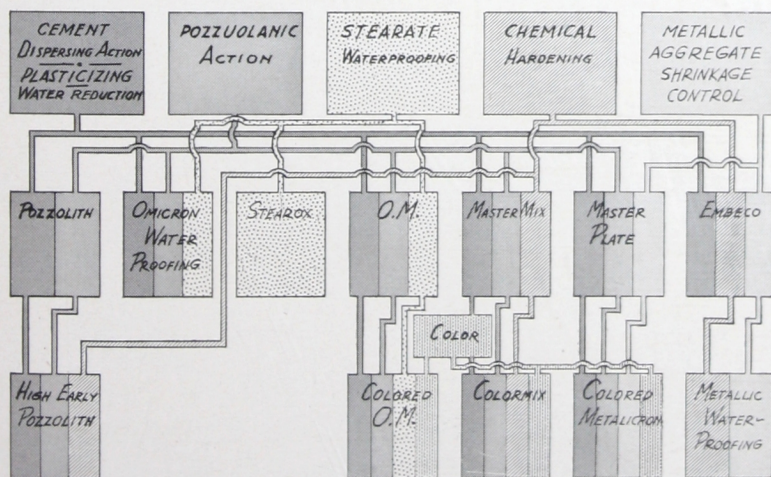 CEMENT
DISPERSING ACTION
PLASTICIZING
WATER REDUCTION
POZZUOLANIC
ACTION
STEARATE
WATERPROOFING
CHEMICAL
HARDENING
METALLIC
AGGREGATE
SHRINKAGE
CONTROL
POZZOLITH
OMICRON
WATER
PROOFING
STEAROX
O.M.
MASTER MIX
MASTER
PLATE
EMBECO
COLOR
HIGH EARLY
POZZOLITH
COLORED
O.M.
COLORMIX
COLORED
METALICRON
METALLIC
WATER-
PROOFING